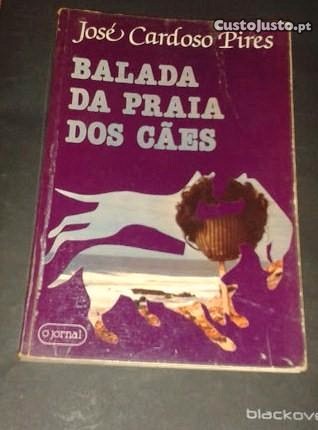 CustoJusto.pt
José Cardoso Pires
BALADA
DA PRAIA
DOS CÃES
o jornal
blackove